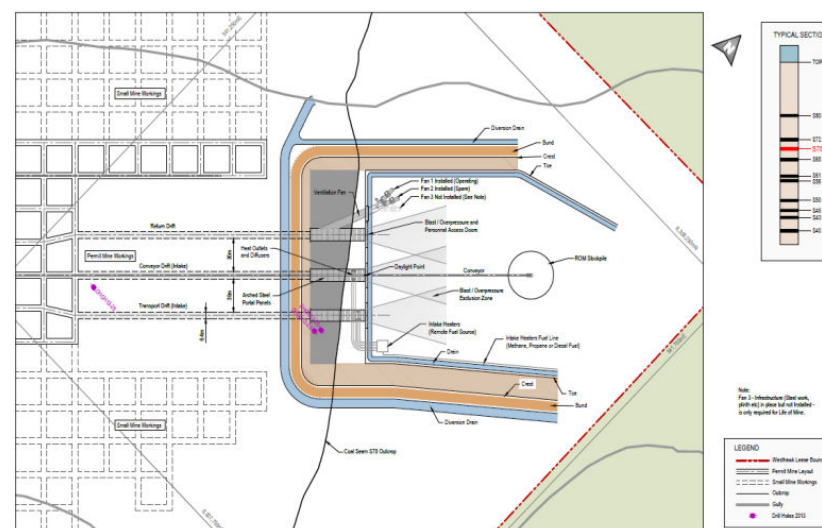 Small Mine Workings
Diversion Drain
Bund
Crest
Toe
Ventilation Fan
Fan 1 Installed (Operating)
Fan 2 Installed (Spare)
Fan 3 Not Installed (See Note)
Return Drift
Blast / Overpressure and
Personnel Access Doors
Heat Outlets
and Diffusers
Permit Mine Workings
Conveyor Drift (Intake)
Daylight Point
Conveyor
ROM Stockpile
Arched Steel
Portal Panels
Blast / Overpressure
Exclusion Zone
Transport Drift (Intake)
Intake Heaters
(Remote Fuel Source)
Intake Heaters Fuel Line
(Methane, Propane or Diesel Fuel)
Drain
Crest
Toe
Bund
Small Mine Workings
Diversion Drain
Coal Seam S70 Outcrop
TYPICAL SECTIO
TOP
S80
S72
S70
Note:
Fan 3 - Infrastructure (Steel work,
plinth etc) in place but not Installed -
is only required for Life of Mine.
LEGEND
Permit Mine Layout
Small Mine Workings
Outcrop
Gully
Drill Holes 2013